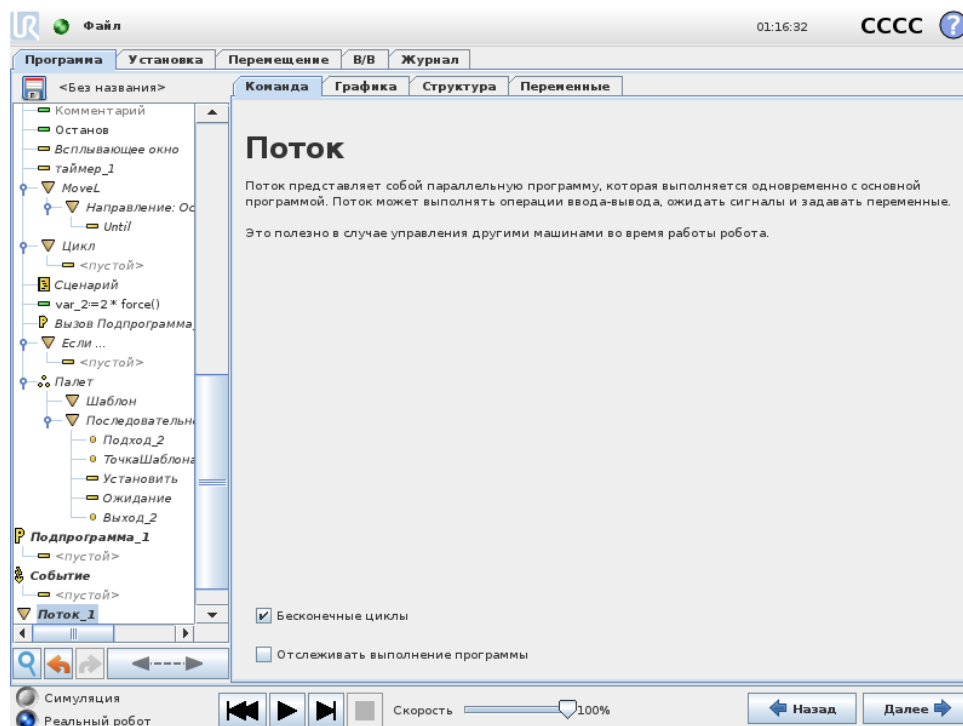 UR Файл 01:16:32 CCCC ?
Программа Установка Перемещение В/В Журнал
<Без названия>
Команда Графика Структура Переменные
Комментарий
Останов
Всплывающее окно
таймер_1
MoveL
Направление: Ос
Until
Цикл
<пустой>
Сценарий
var_2:=2 * force()
Вызов Подпрограмма_
Если ...
<пустой>
Палет
Шаблон
Последовательн
Подход_2
ТочкаШаблона
Установить
Ожидание
Выход_2
Подпрограмма_1
<пустой>
Событие
<пустой>
Поток_1
Поток
Поток представляет собой параллельную программу, которая выполняется одновременно с основной
программой. Поток может выполнять операции ввода-вывода, ожидать сигналы и задавать переменные.
Это полезно в случае управления другими машинами во время работы робота.
Бесконечные циклы
Отслеживать выполнение программы
Симуляция
Реальный робот
Скорость 100%
Назад Далее